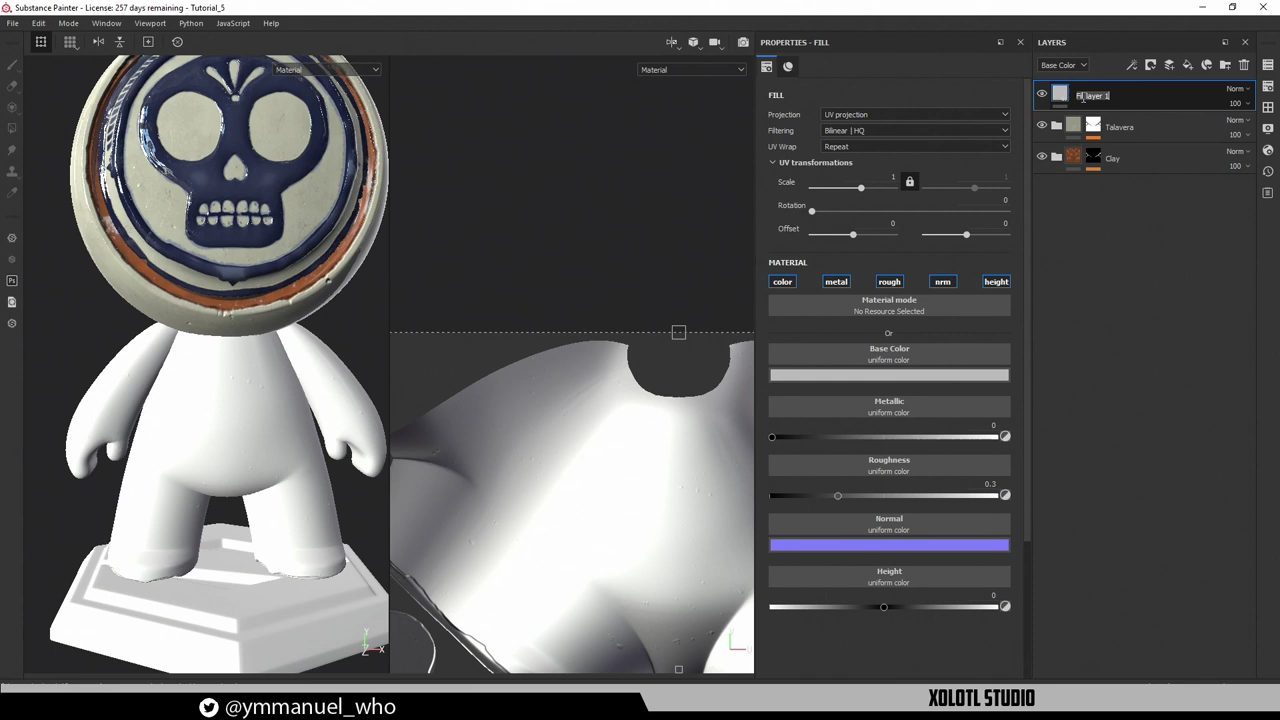 Substance Painter - License: 257 days remaining - Tutorial_5
File Edit Mode Window Viewport Python JavaScript Help
Material
Material
PROPERTIES - FILL
FILL
Projection UV projection
Filtering Bilinear | HQ
UV Wrap Repeat
UV transformations
Scale 1 1
Rotation 0
Offset 0 0
MATERIAL
color metal rough nrm height
Material mode
No Resource Selected
Or
Base Color
uniform color
Metallic
uniform color
0
Roughness
uniform color
0.3
Normal
uniform color
Height
uniform color
0
LAYERS
Base Color
Fill layer 1 Norm
100
Talavera Norm
100
Clay Norm
100
Ps
Y
X
@ymmanuel_who
XOLOTL STUDIO